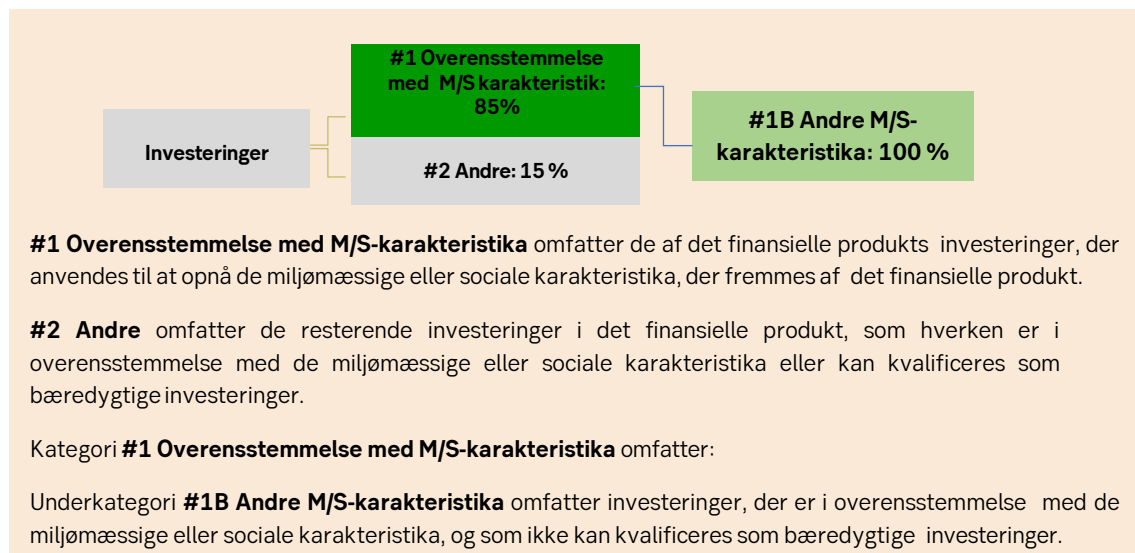 #1 Overensstemmelse
med M/S karakteristik:
85%
Investeringer
#2 Andre: 15 %
#1B Andre M/S-
karakteristika: 100 %
#1 Overensstemmelse med M/S-karakteristika omfatter de af det finansielle produkts investeringer, der
anvendes til at opnå de miljømæssige eller sociale karakteristika, der fremmes af det finansielle produkt.
#2 Andre omfatter de resterende investeringer i det finansielle produkt, som hverken er i
overensstemmelse med de miljømæssige eller sociale karakteristika eller kan kvalificeres som
bæredygtige investeringer.
Kategori #1 Overensstemmelse med M/S-karakteristika omfatter:
Underkategori #1B Andre M/S-karakteristika omfatter investeringer, der er i overensstemmelse med de
miljømæssige eller sociale karakteristika, og som ikke kan kvalificeres som bæredygtige investeringer.